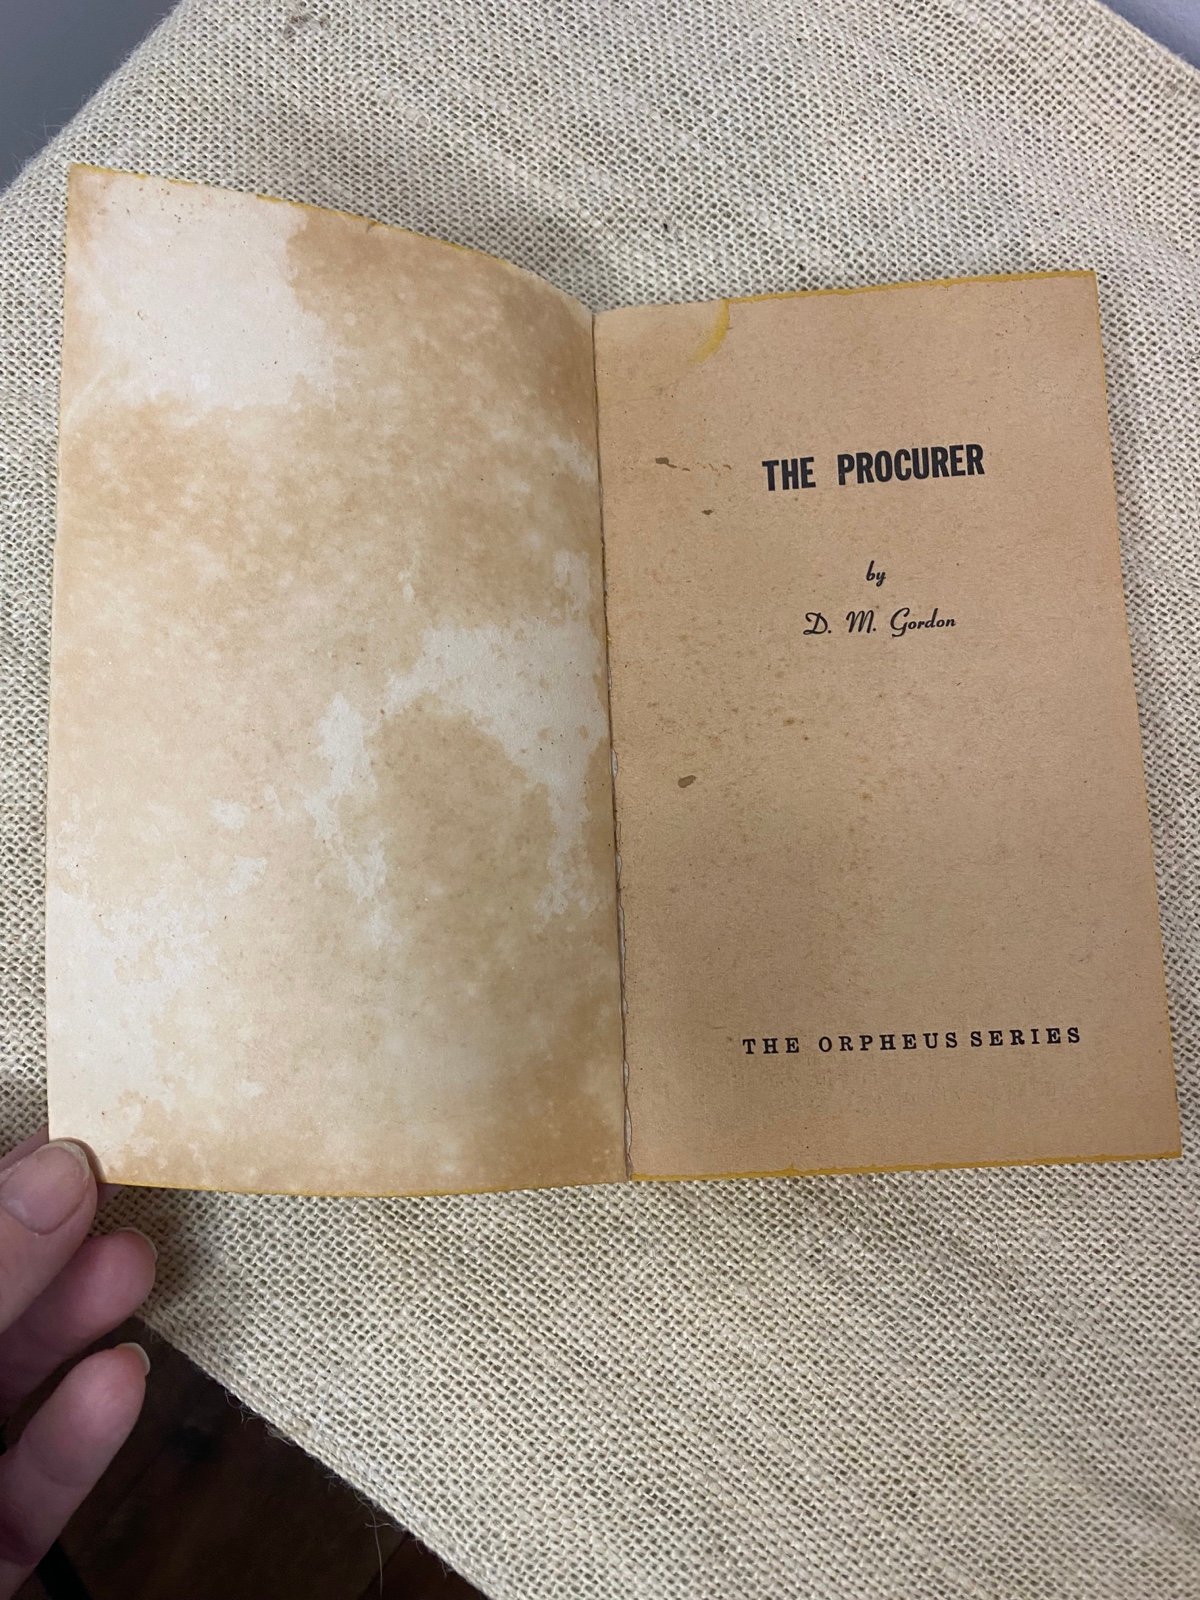 THE PROCURER
by
D. M. Gordon
THE ORPHEUS SERIES